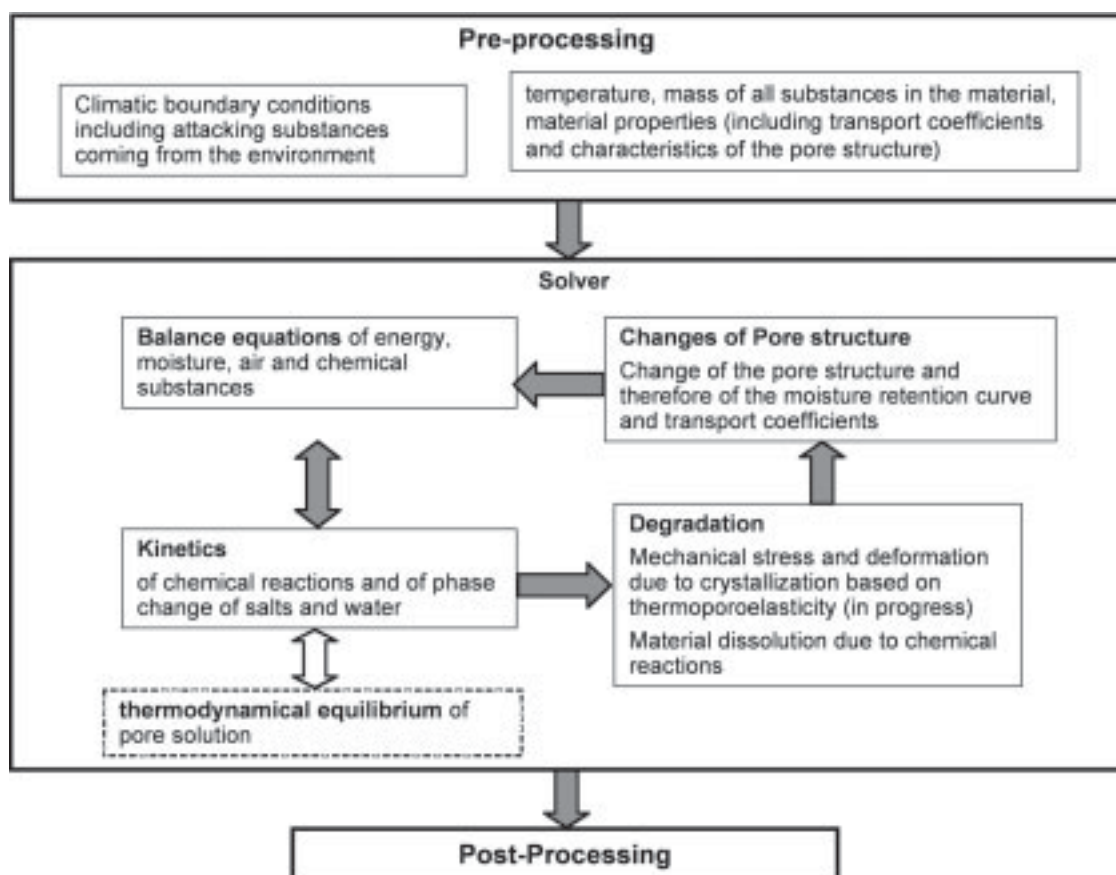 Pre-processing
Climatic boundary conditions
including attacking substances
coming from the environment
temperature, mass of all substances in the material,
material properties (including transport coefficients
and characteristics of the pore structure)
Solver
Balance equations of energy,
moisture, air and chemical
substances
Changes of Pore structure
Change of the pore structure and
therefore of the moisture retention curve
and transport coefficients
Kinetics
of chemical reactions and of phase
change of salts and water
Degradation
Mechanical stress and deformation
due to crystallization based on
thermoporoelasticity (in progress)
Material dissolution due to chemical
reactions
thermodynamical equilibrium of
pore solution
Post-Processing